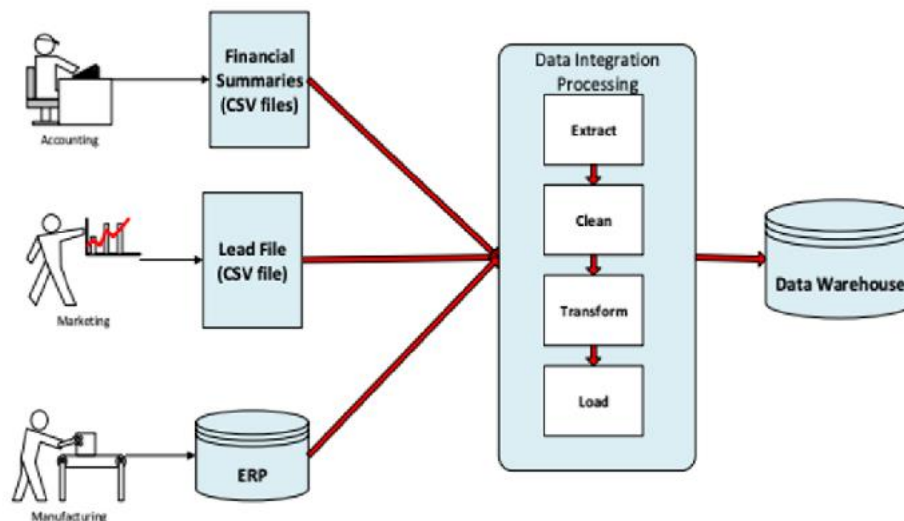 Financial
Summaries
(CSV files)
Accounting
Lead File
(CSV file)
Marketing
ERP
Manufacturing
Data Integration
Processing
Extract
Clean
Transform
Load
Data Warehouse